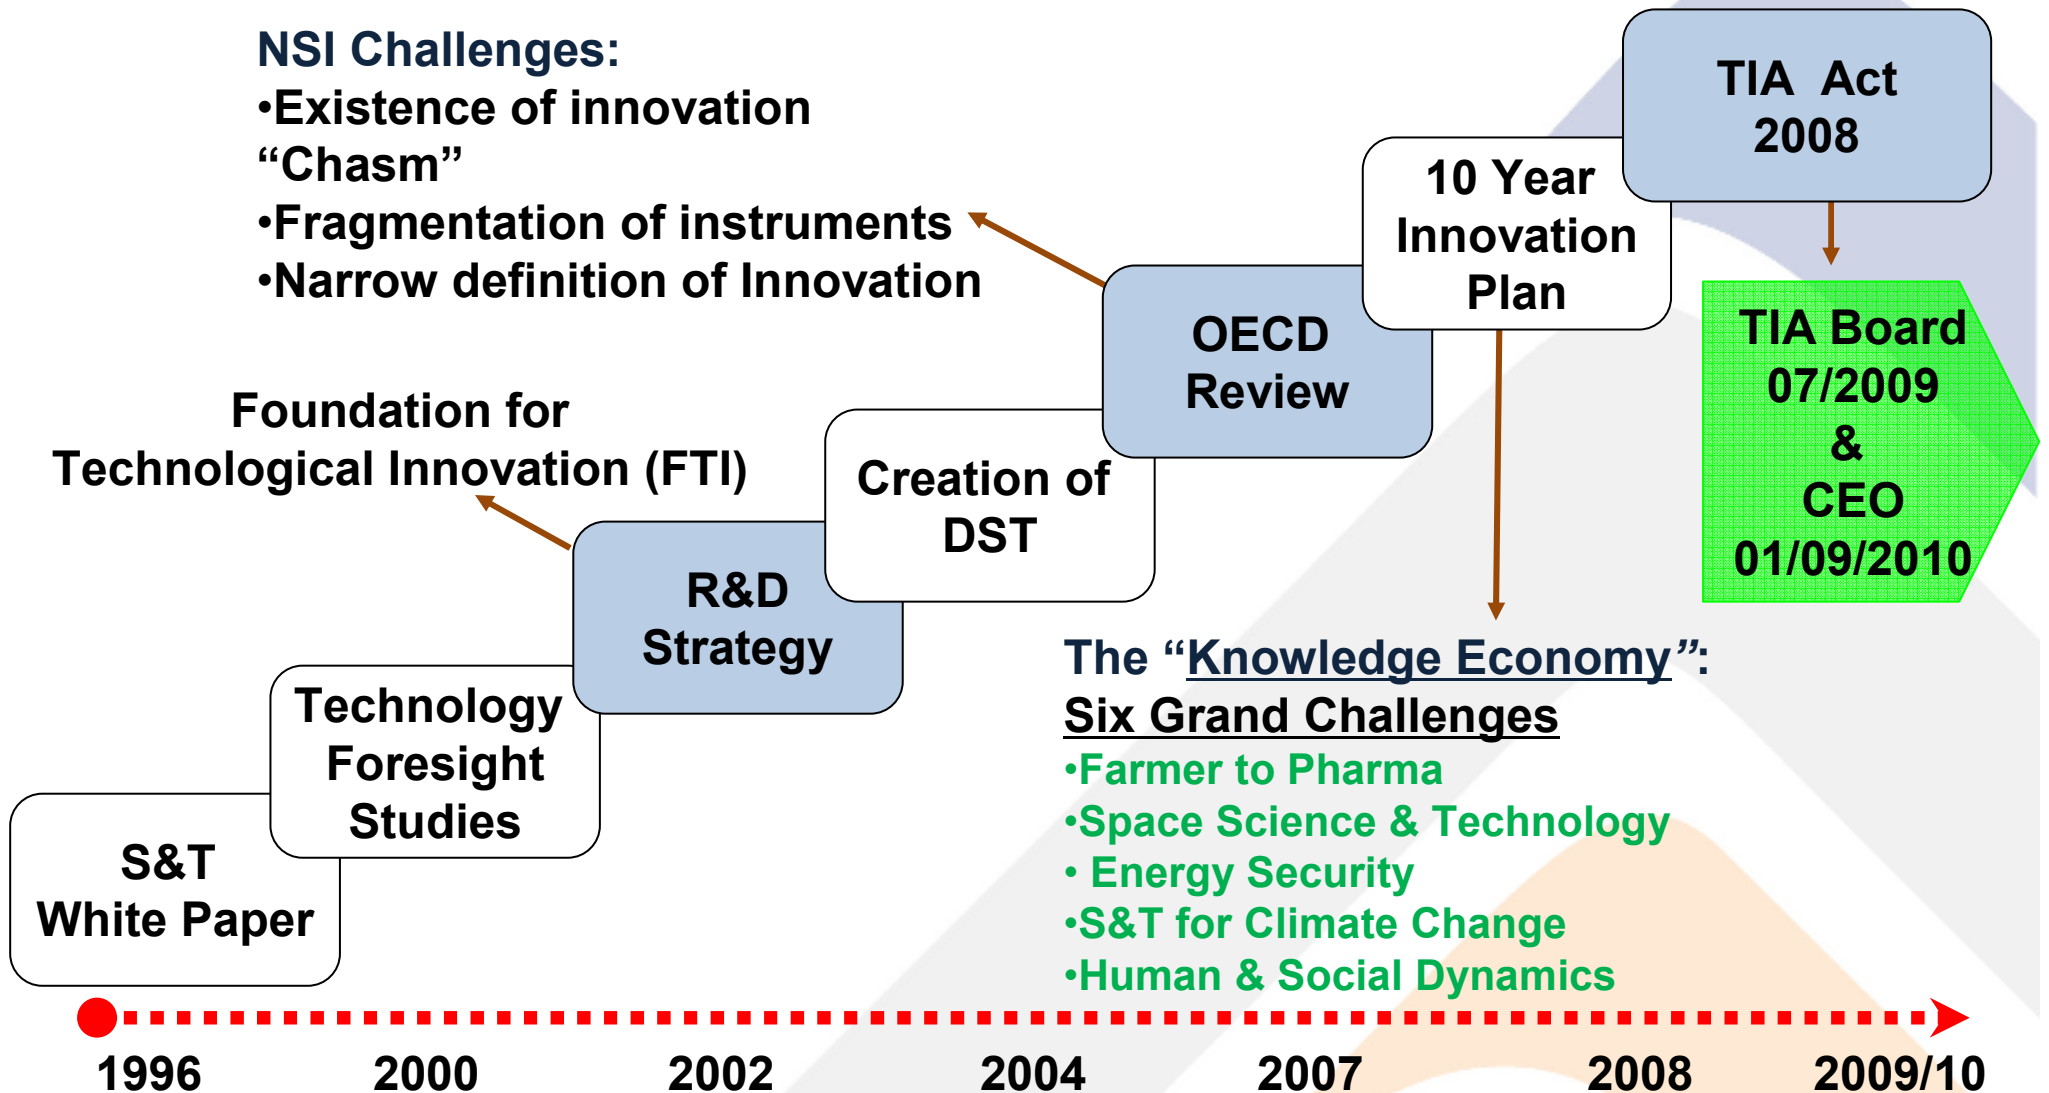 NSI Challenges:
•Existence of innovation
“Chasm”
•Fragmentation of instruments
•Narrow definition of Innovation
TIA Act
2008
10 Year
Innovation
Plan
OECD
Review
TIA Board
07/2009
&
CEO
01/09/2010
Foundation for
Technological Innovation (FTI)
Creation of
DST
R&D
Strategy
Technology
Foresight
Studies
S&T
White Paper
The “Knowledge Economy”:
Six Grand Challenges
•Farmer to Pharma
•Space Science & Technology
• Energy Security
•S&T for Climate Change
•Human & Social Dynamics
1996 2000 2002 2004 2007 2008 2009/10